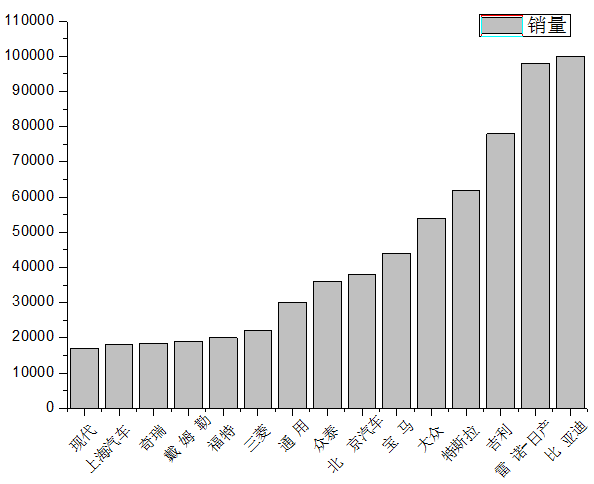 销量
110000
100000
90000
80000
70000
60000
50000
40000
30000
20000
10000
0
现代
上海汽车
奇瑞
戴 姆 勒
福特
三菱
通 用
众泰
北 京汽车
宝 马
大众
特斯拉
吉利
雷 诺-日产
比 亚迪